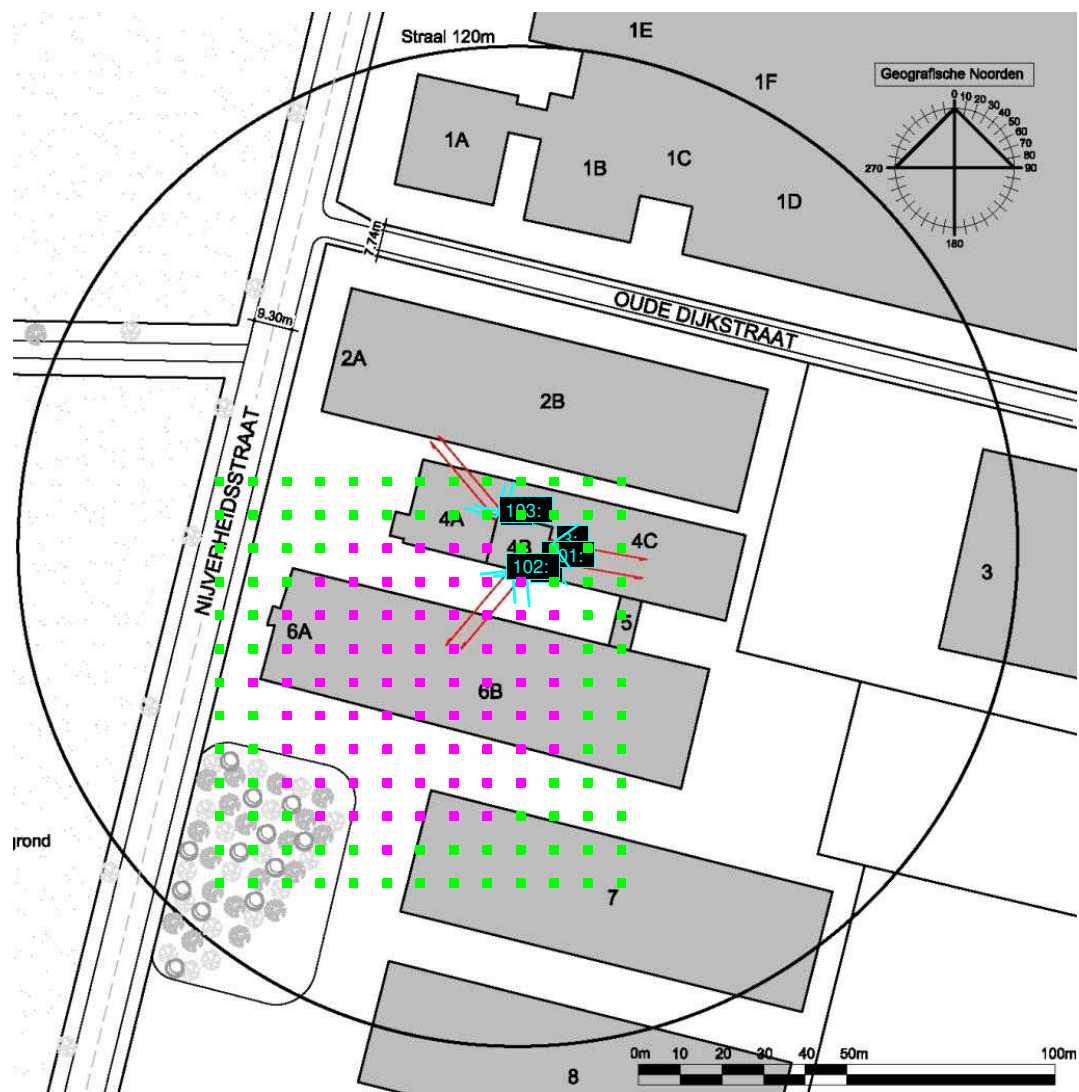 1E
Straal 120m
Geografische Noorden
1F
0 10 20 30 40 50 60 70 80 90
1A
1C
1B
270
1D
180
7.74m
OUDE DIJKSTRAAT
9.30m
2A
2B
NIJVERHEIDSSTRAAT
103:
4A
4C
4B
102:
3
5
6A
6B
grond
7
0m 10 20 30 40 50m 100m
8